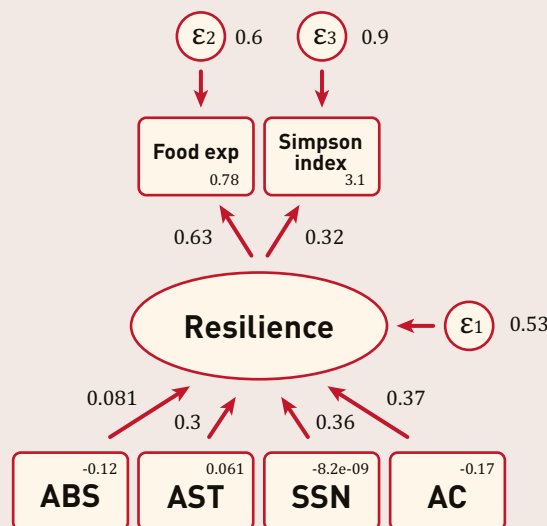 ε2 0.6 ε3 0.9
Food exp
0.78
Simpson
index
3.1
0.63 0.32
Resilience
ε1 0.53
0.081 0.3 0.36 0.37
-0.12
ABS
0.061
AST
-8.2e-09
SSN
-0.17
AC